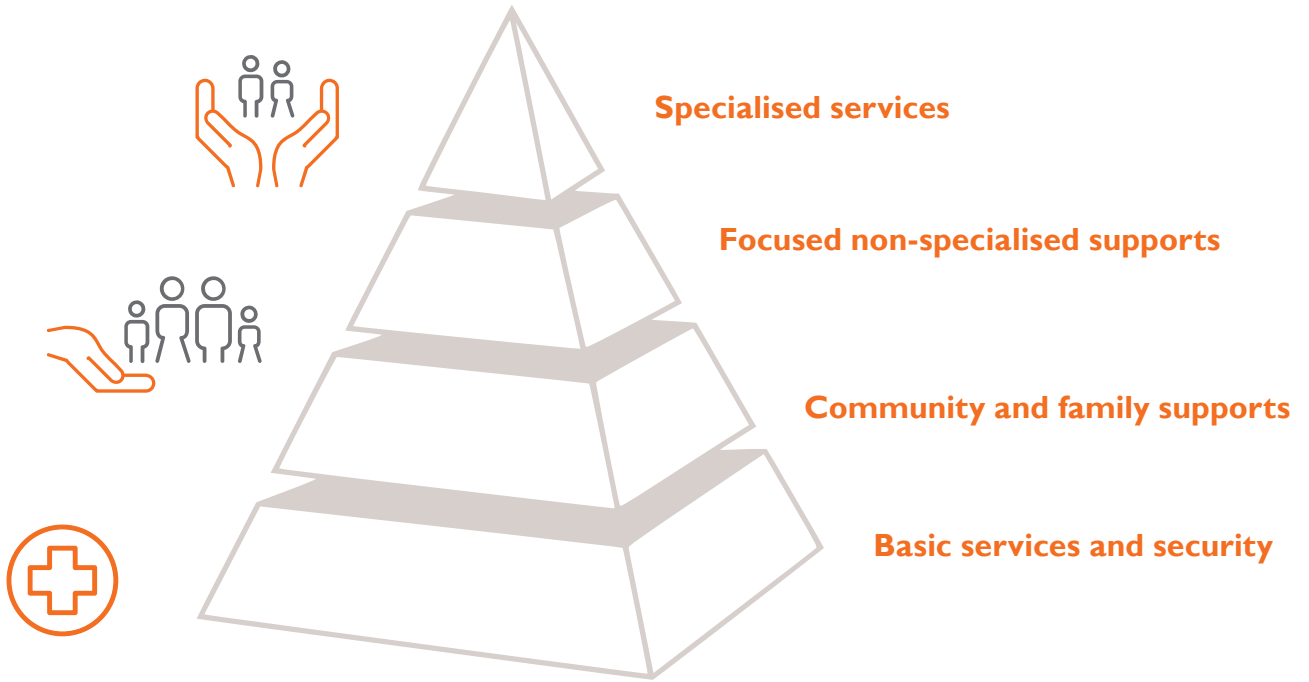 Specialised services
Focused non-specialised supports
Community and family supports
Basic services and security